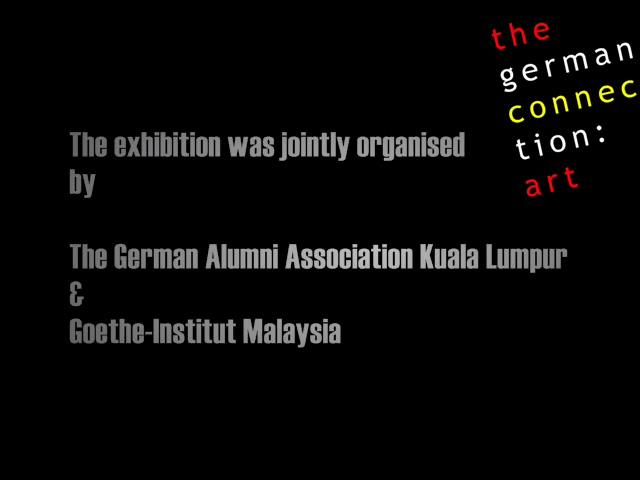 the
german
connec
tion:
art
The exhibition was jointly organised
by
The German Alumni Association Kuala Lumpur
&
Goethe-Institut Malaysia